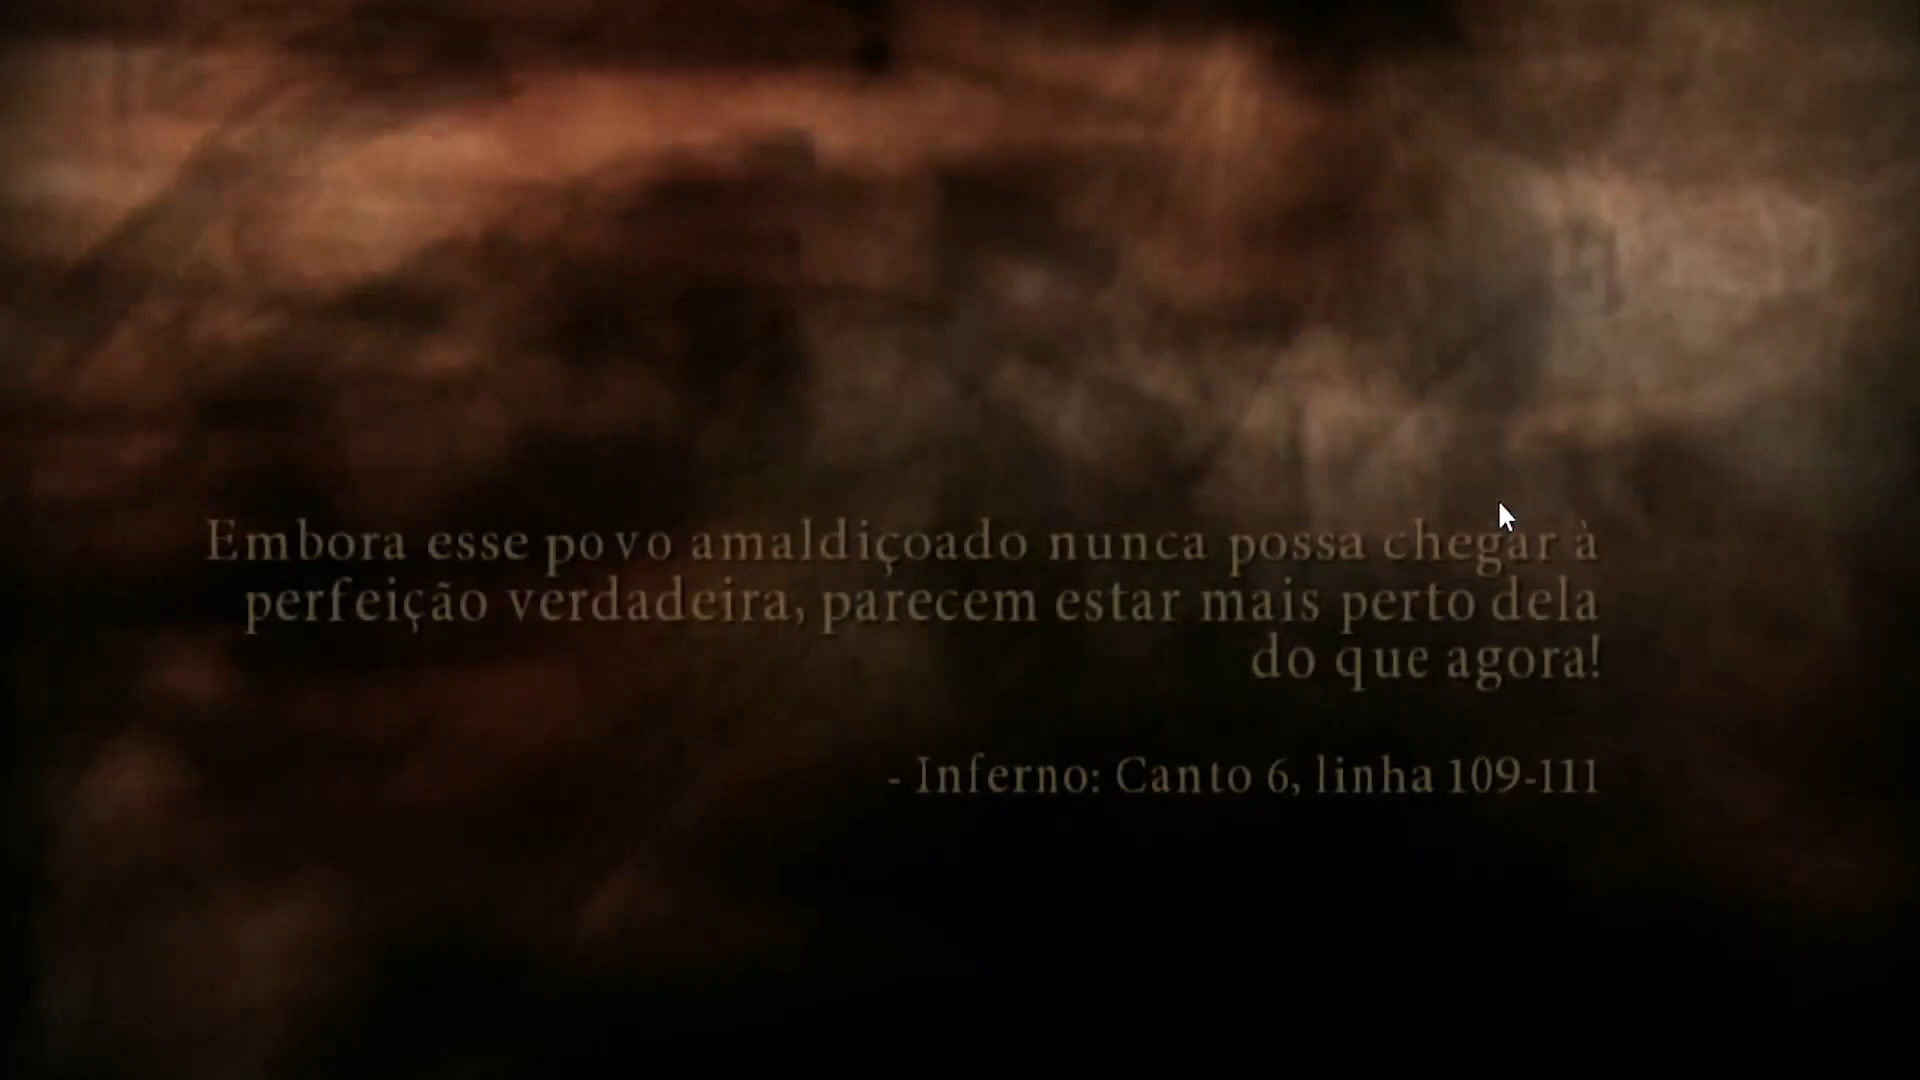 Embora esse povo amaldiçoado nunca possa chegar à
perfeição verdadeira, parecem estar mais perto dela
do que agora!
- Inferno: Canto 6, linha 109-111